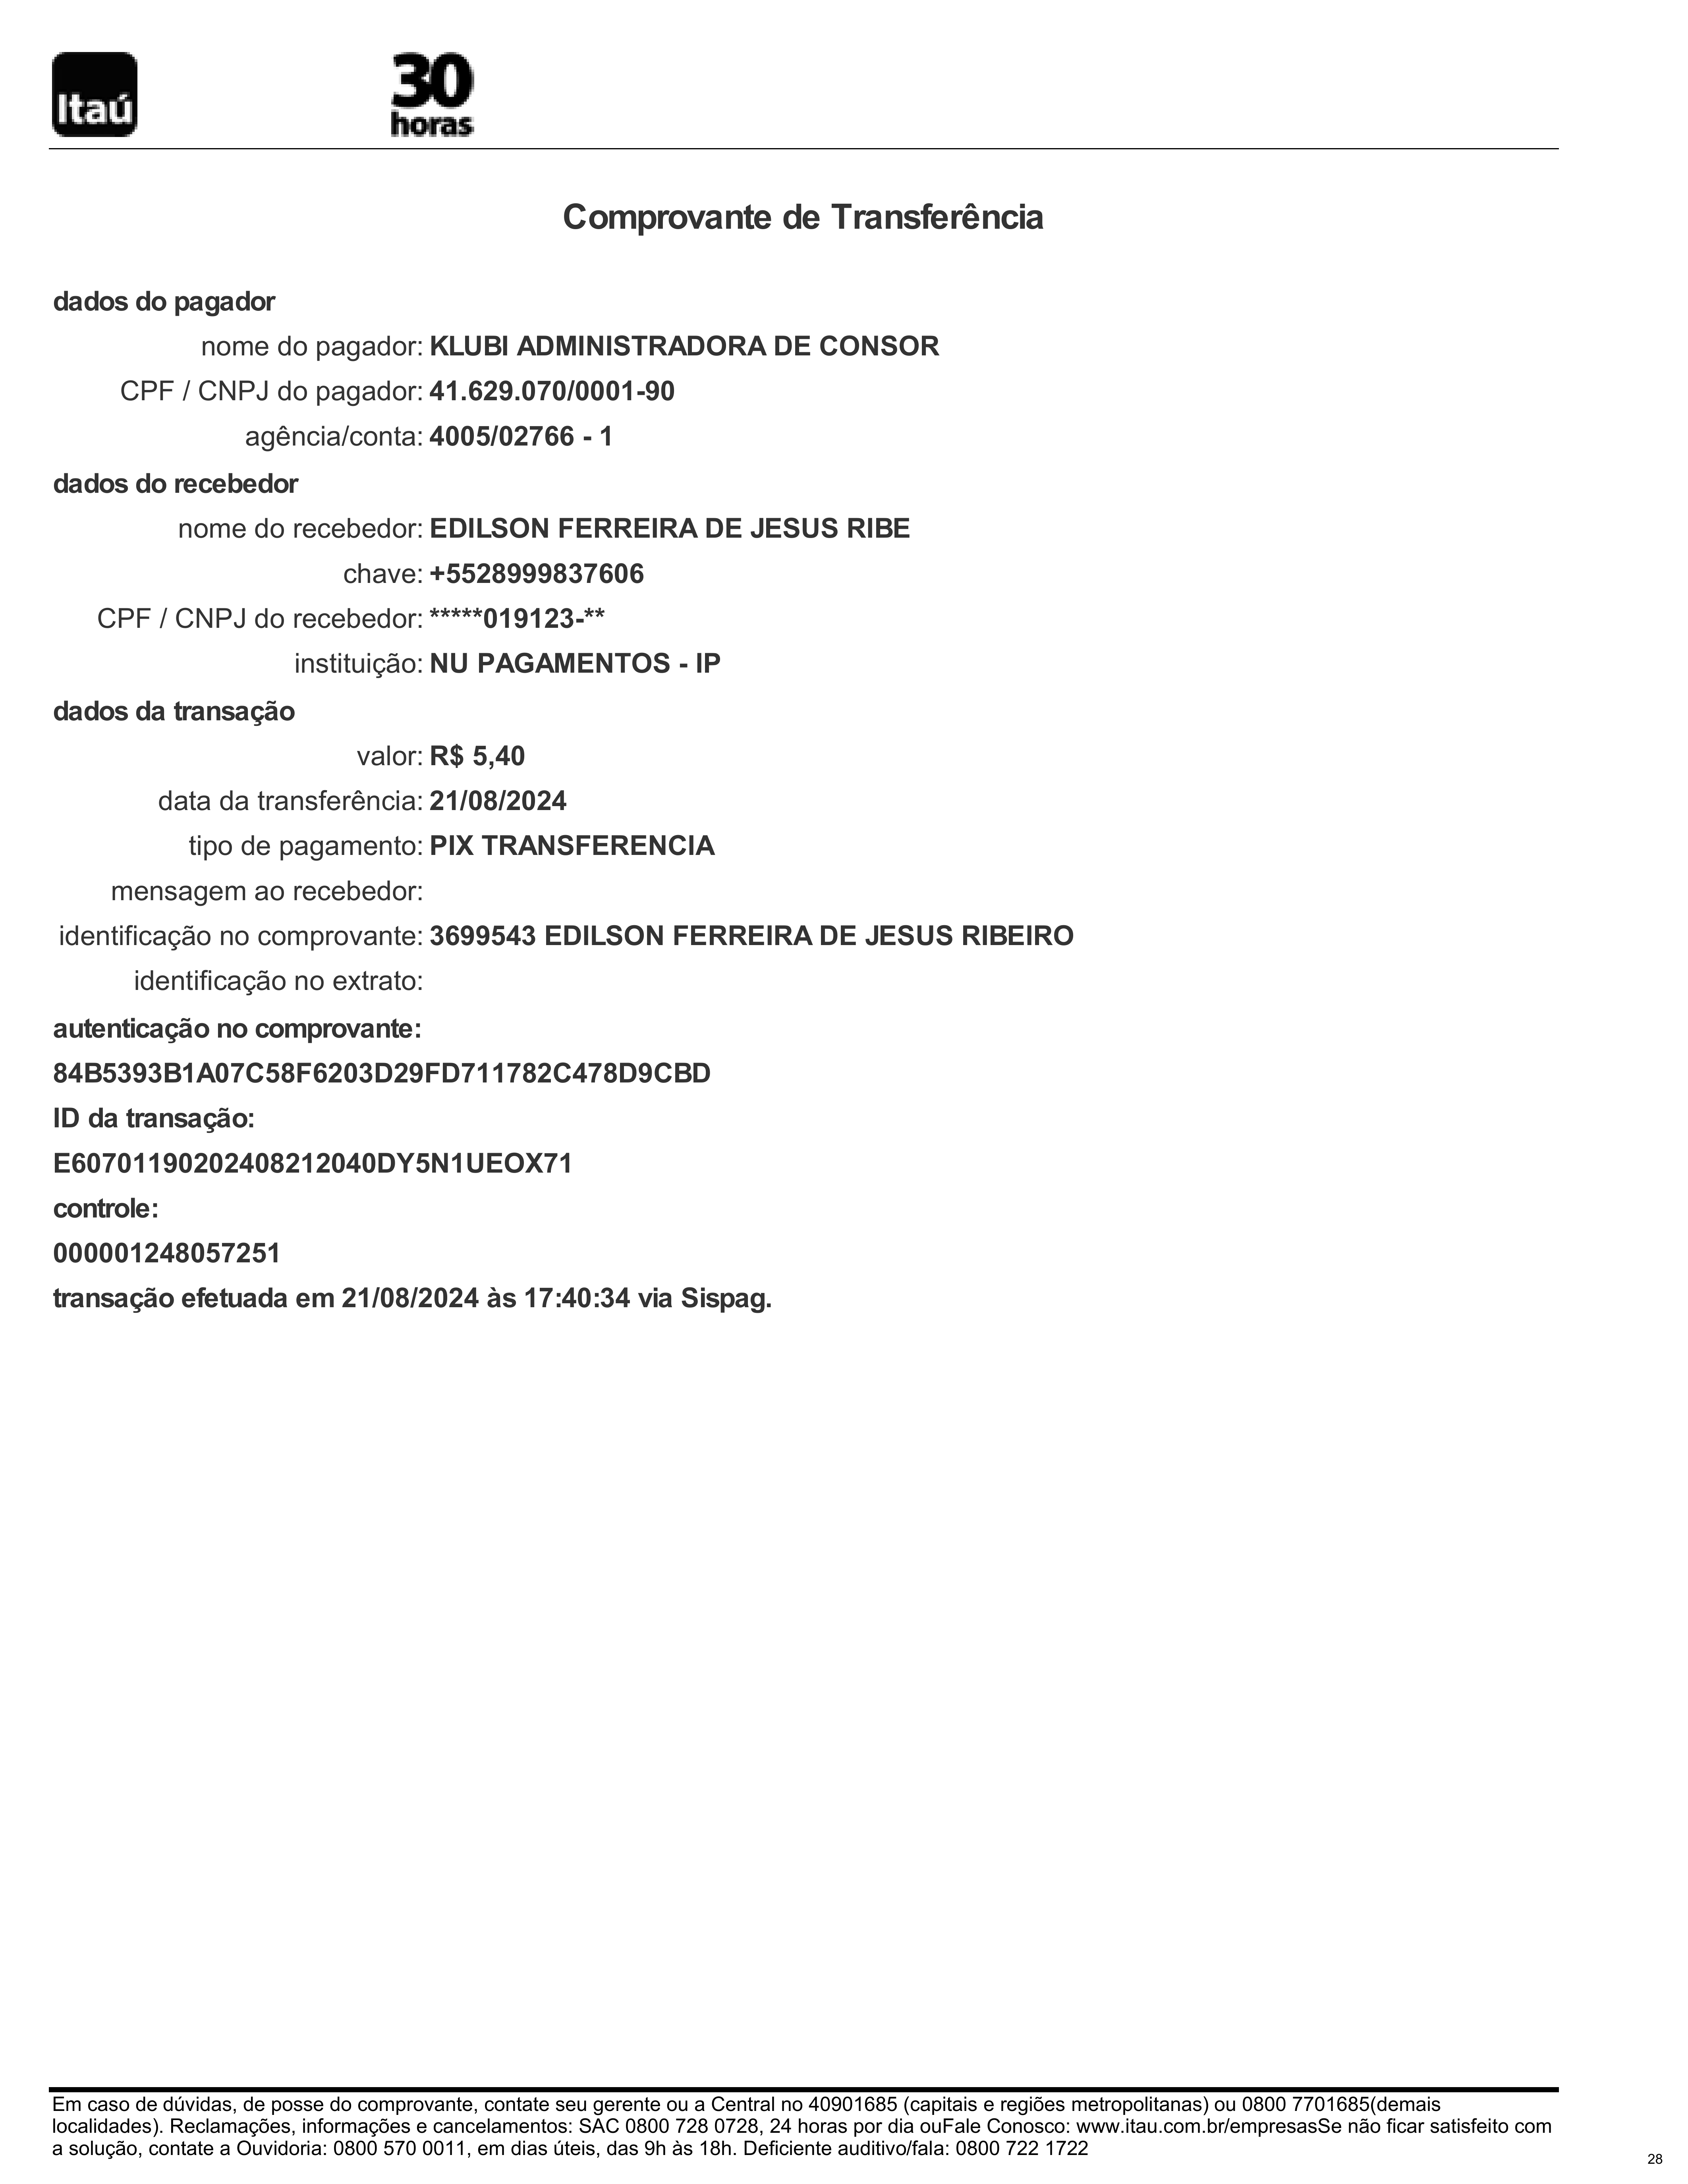 Itaú
30
horas
Comprovante de Transferência
dados do pagador
nome do pagador: KLUBI ADMINISTRADORA DE CONSOR
CPF / CNPJ do pagador: 41.629.070/0001-90
agência/conta: 4005/02766 - 1
dados do recebedor
nome do recebedor: EDILSON FERREIRA DE JESUS RIBE
chave: +5528999837606
CPF / CNPJ do recebedor: *****019123-**
instituição: NU PAGAMENTOS - IP
dados da transação
valor: R$ 5,40
data da transferência: 21/08/2024
tipo de pagamento: PIX TRANSFERENCIA
mensagem ao recebedor:
identificação no comprovante: 3699543 EDILSON FERREIRA DE JESUS RIBEIRO
identificação no extrato:
autenticação no comprovante:
84B5393B1A07C58F6203D29FD711782C478D9CBD
ID da transação:
E60701190202408212040DY5N1UEOX71
controle:
000001248057251
transação efetuada em 21/08/2024 às 17:40:34 via Sispag.
Em caso de dúvidas, de posse do comprovante, contate seu gerente ou a Central no 40901685 (capitais e regiões metropolitanas) ou 0800 7701685(demais
localidades). Reclamações, informações e cancelamentos: SAC 0800 728 0728, 24 horas por dia ouFale Conosco: www.itau.com.br/empresasSe não ficar satisfeito com
a solução, contate a Ouvidoria: 0800 570 0011, em dias úteis, das 9h às 18h. Deficiente auditivo/fala: 0800 722 1722
28